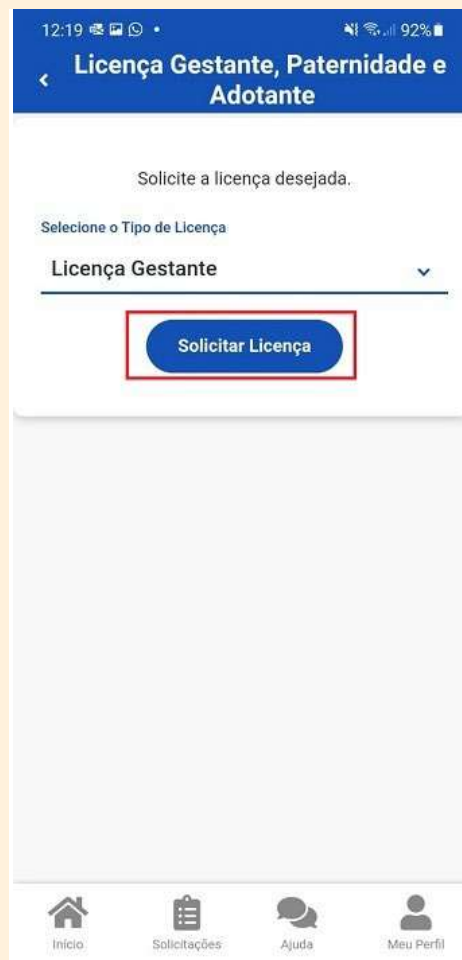 12:19 92%
Licença Gestante, Paternidade e
Adotante
Solicite a licença desejada.
Selecione o Tipo de Licença
Licença Gestante
Solicitar Licença
Início Solicitações Ajuda Meu Perfil